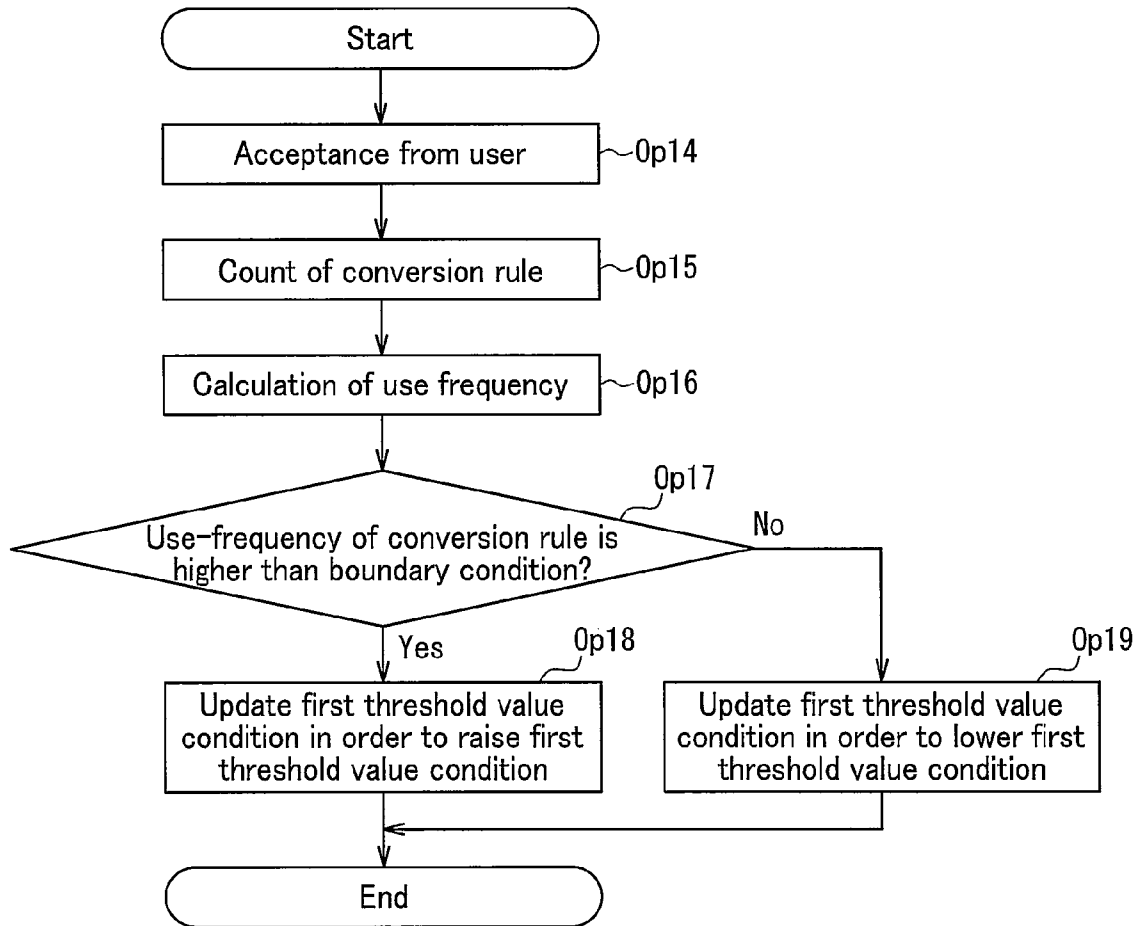 Start
Acceptance from user
Op14
Count of conversion rule
Op15
Calculation of use frequency
Op16
Op17
Use-frequency of conversion rule is
higher than boundary condition?
No
Yes
Op18
Update first threshold value
condition in order to raise first
threshold value condition
Op19
Update first threshold value
condition in order to lower first
threshold value condition
End